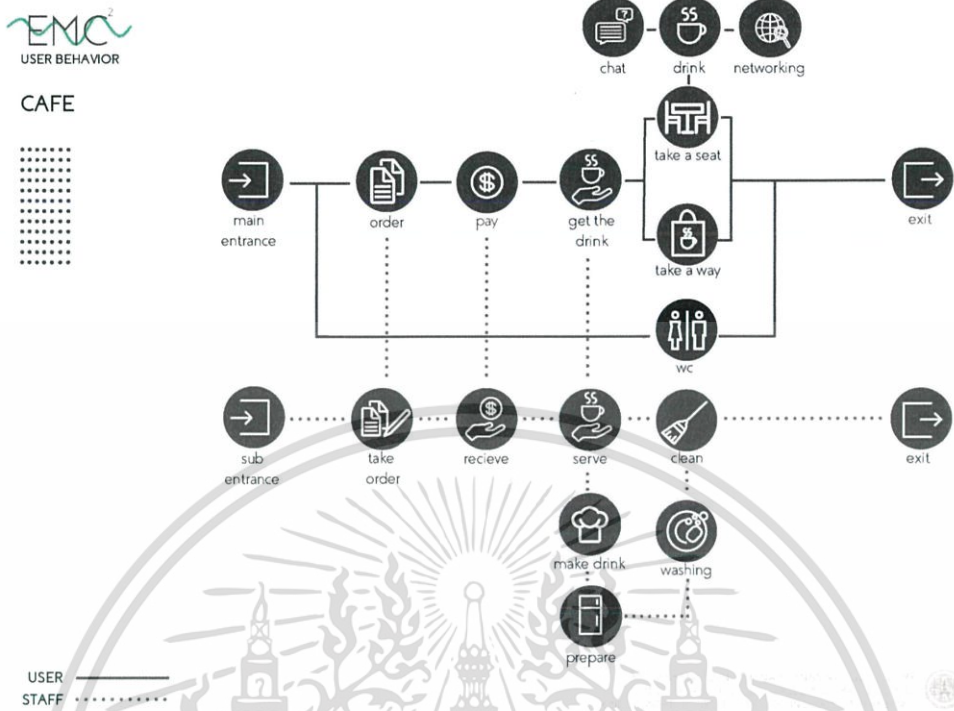 EMC²
USER BEHAVIOR
CAFE
chat
drink
networking
take a seat
main
entrance
order
pay
get the
drink
exit
take a way
wc
sub
entrance
take
order
recieve
serve
clean
exit
make drink
washing
prepare
USER
STAFF